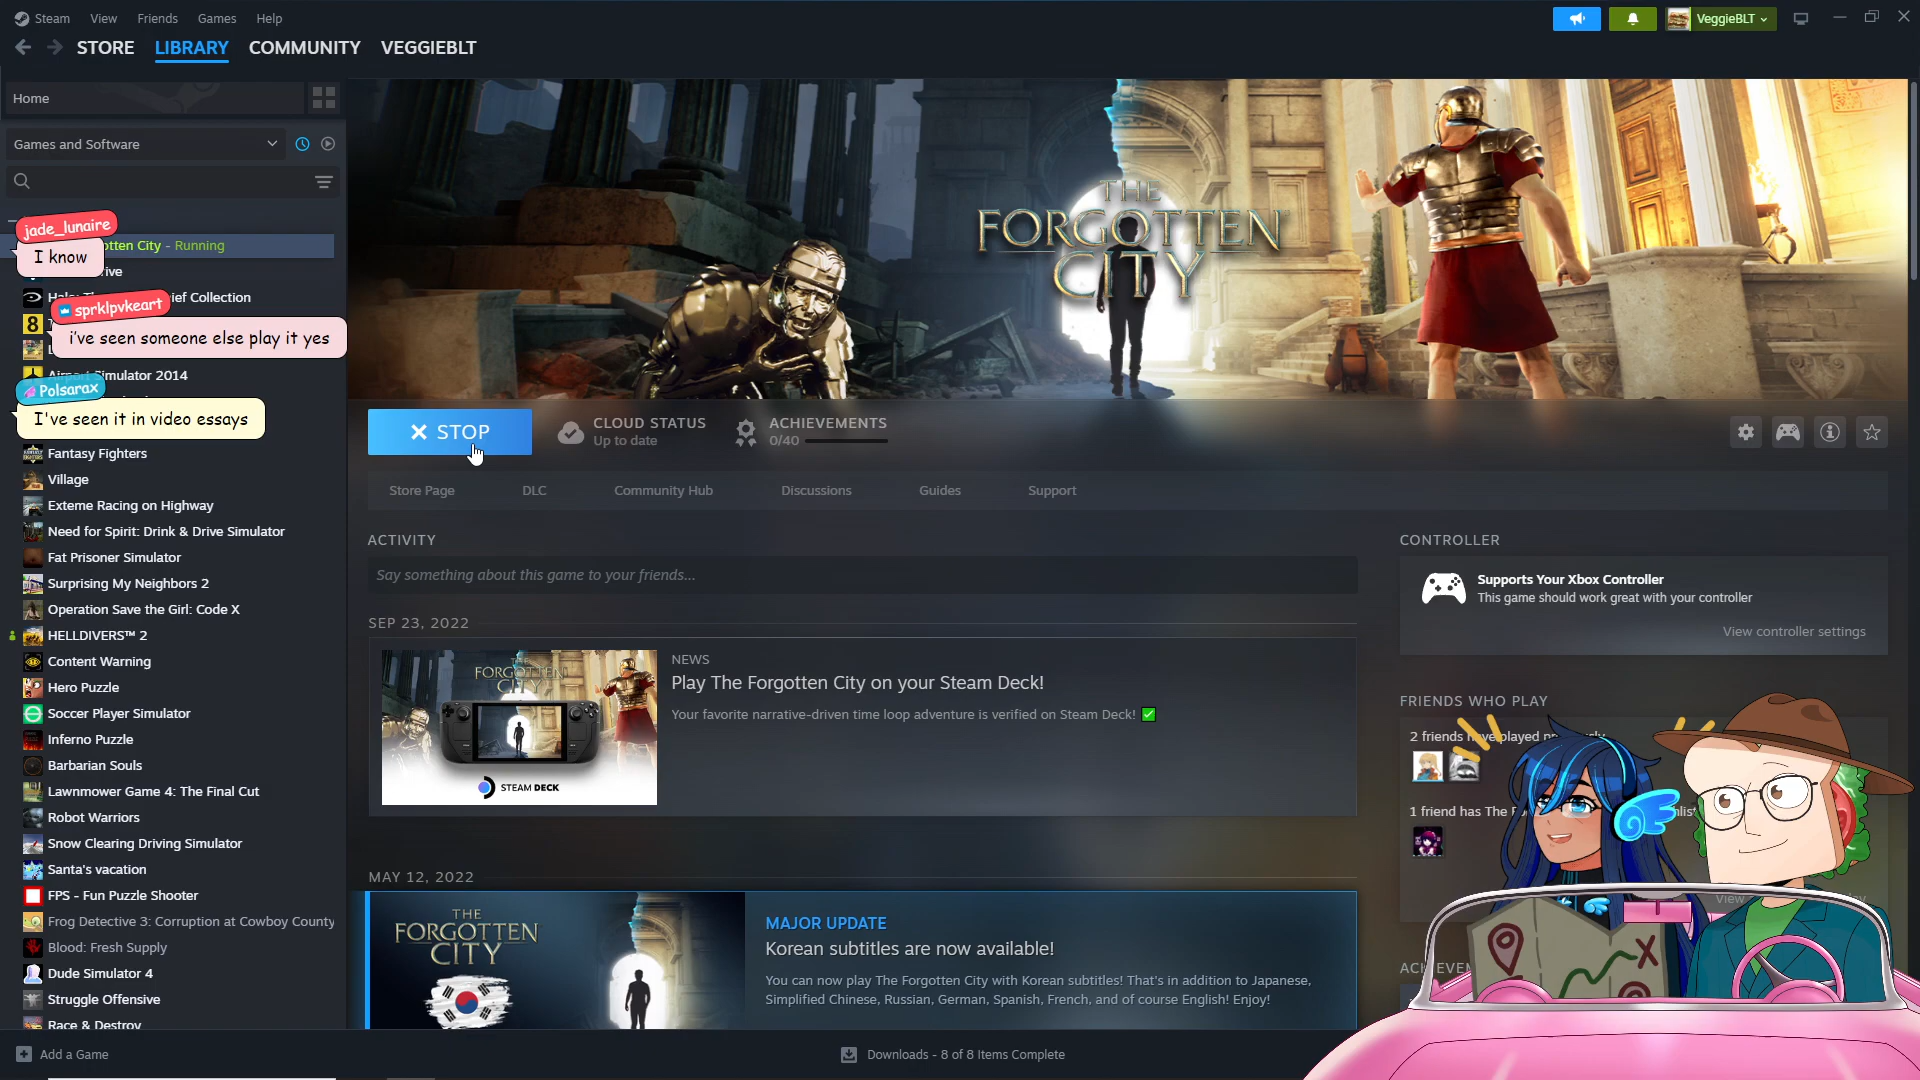 Steam
View
Friends
Games
Help
VeggieBLT
STORE
LIBRARY
COMMUNITY
VEGGIEBLT
Home
Games and Software
jade_lunaire
I know
otten City - Running
sprklpvkeart
i've seen someone else play it yes
ief Collection
Airport Simulator 2014
Polsarax
I've seen it in video essays
Fantasy Fighters
Village
Exteme Racing on Highway
Need for Spirit: Drink & Drive Simulator
Fat Prisoner Simulator
Surprising My Neighbors 2
Operation Save the Girl: Code X
HELLDIVERS™ 2
Content Warning
Hero Puzzle
Soccer Player Simulator
Inferno Puzzle
Barbarian Souls
Lawnmower Game 4: The Final Cut
Robot Warriors
Snow Clearing Driving Simulator
Santa's vacation
FPS - Fun Puzzle Shooter
Frog Detective 3: Corruption at Cowboy County
Blood: Fresh Supply
Dude Simulator 4
Struggle Offensive
Race & Destroy
Add a Game
THE
FORGOTTEN
CITY
STOP
CLOUD STATUS
Up to date
ACHIEVEMENTS
0/40
Store Page
DLC
Community Hub
Discussions
Guides
Support
ACTIVITY
Say something about this game to your friends...
SEP 23, 2022
THE
FORGOTTEN
CITY
STEAM DECK
NEWS
Play The Forgotten City on your Steam Deck!
Your favorite narrative-driven time loop adventure is verified on Steam Deck!
MAY 12, 2022
THE
FORGOTTEN
CITY
MAJOR UPDATE
Korean subtitles are now available!
You can now play The Forgotten City with Korean subtitles! That's in addition to Japanese,
Simplified Chinese, Russian, German, Spanish, French, and of course English! Enjoy!
CONTROLLER
Supports Your Xbox Controller
This game should work great with your controller
View controller settings
FRIENDS WHO PLAY
2 friends have played
1 friend has The
View
Downloads - 8 of 8 Items Complete